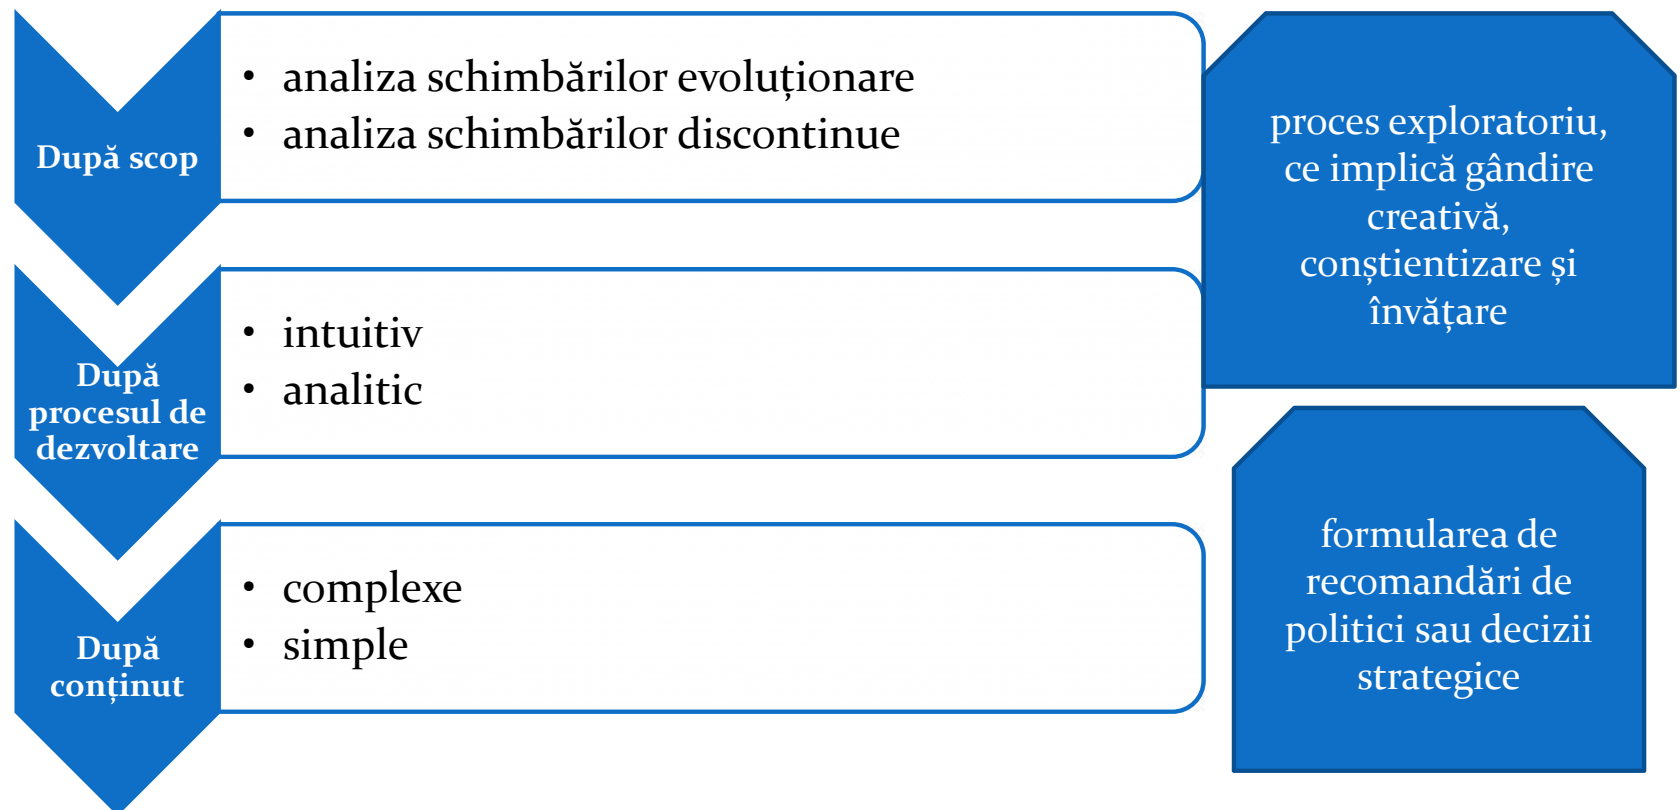 După scop
• analiza schimbărilor evoluționare
• analiza schimbărilor discontinue
După
procesul de
dezvoltare
• intuitiv
• analitic
După
conținut
• complexe
• simple
proces exploratoriu,
ce implică gândire
creativă,
conștientizare și
învățare
formularea de
recomandări de
politici sau decizii
strategice